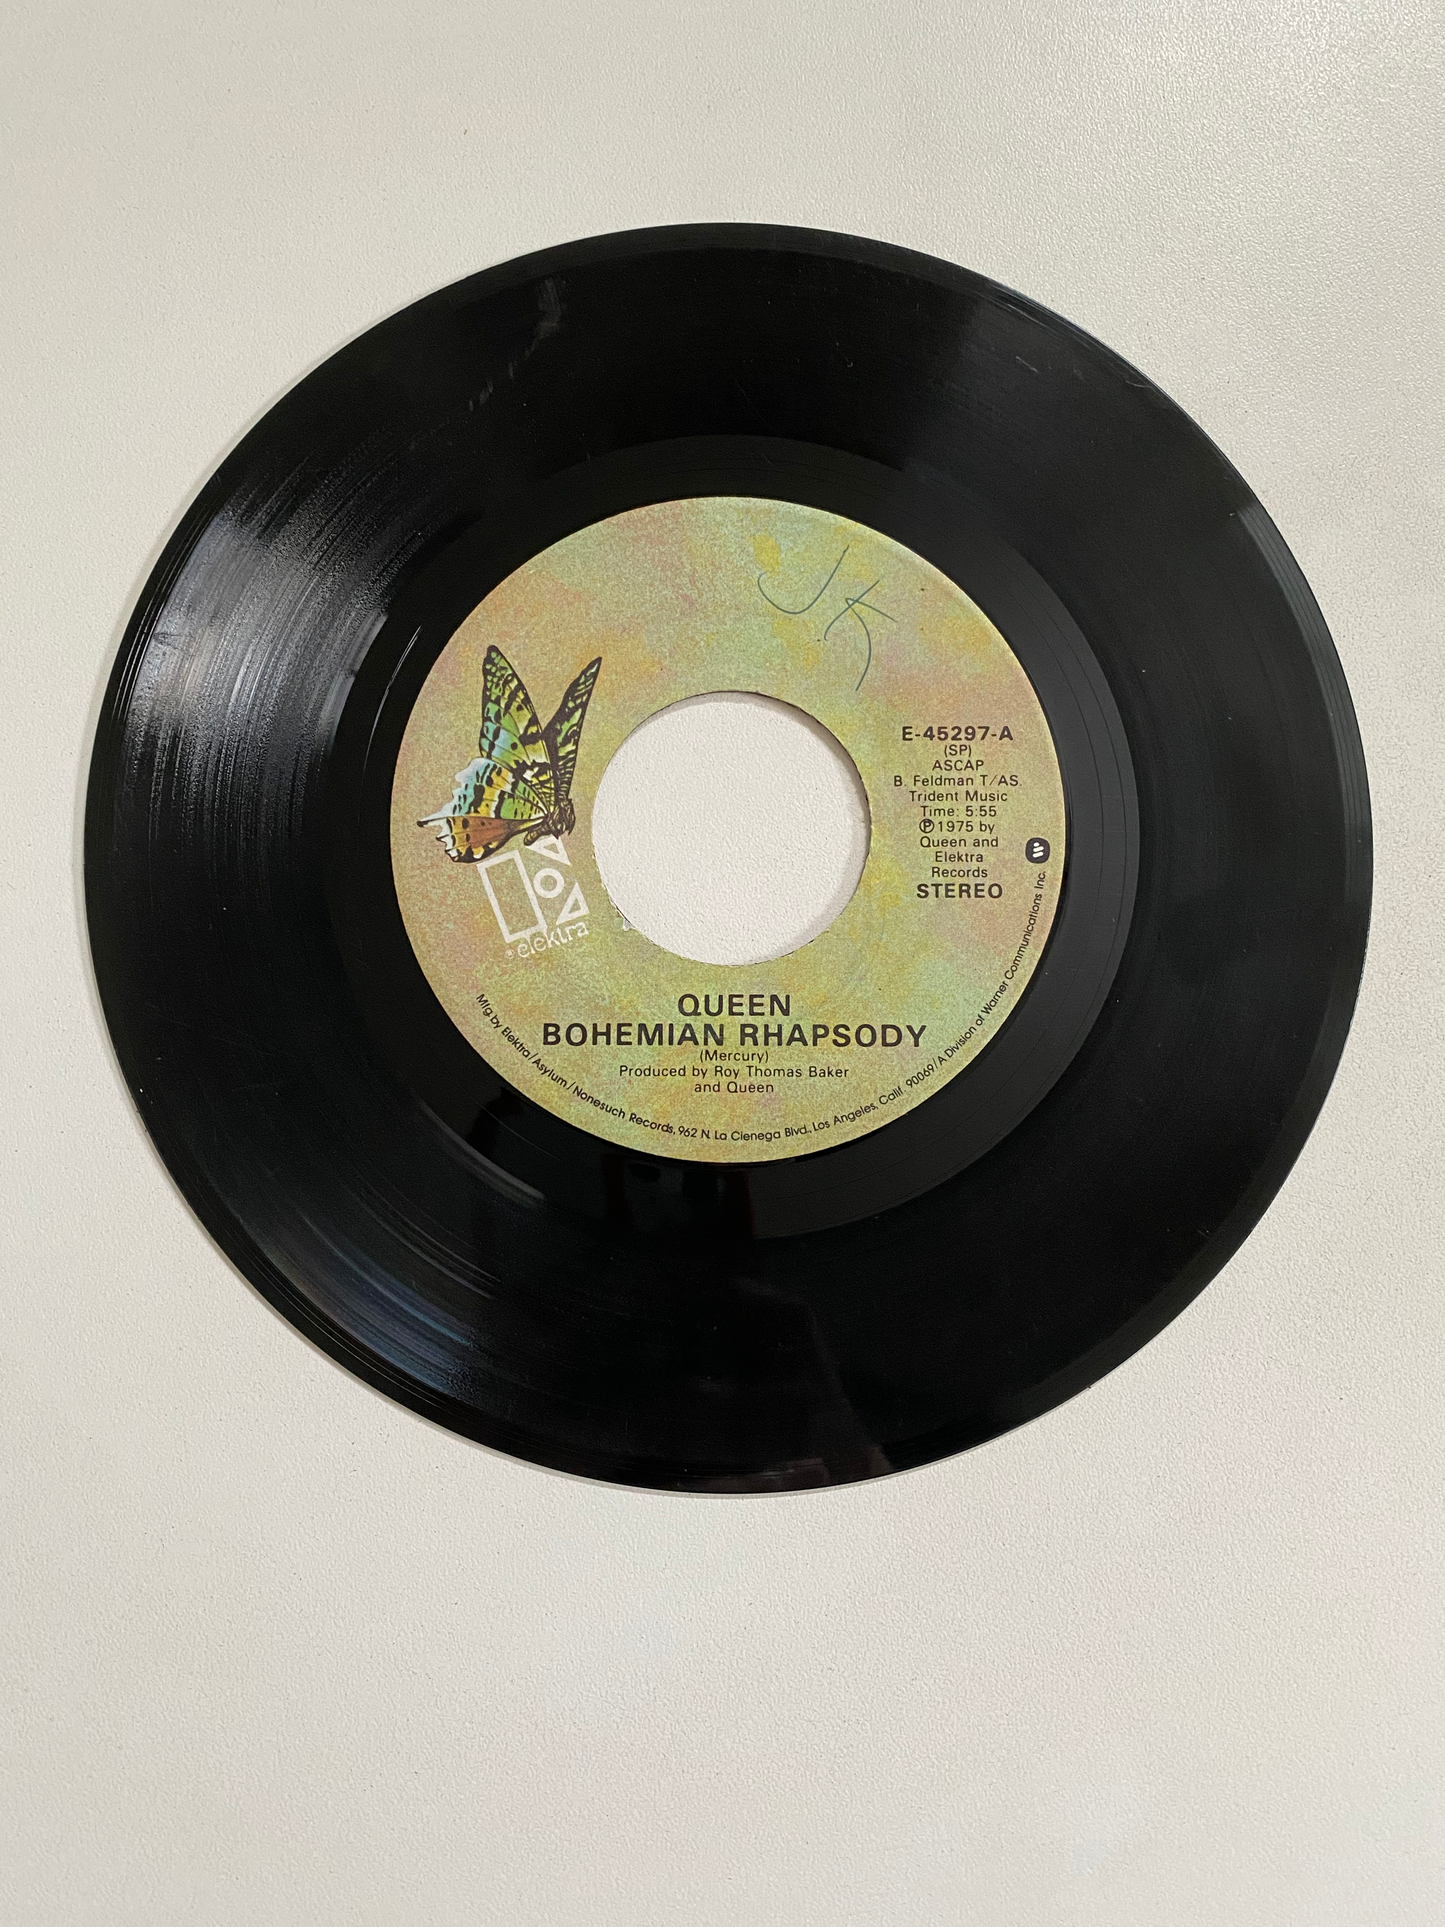 JK
E-45297-A
(SP)
ASCAP
B. Feldman T/AS.
Trident Music
Time: 5:55
Ⓟ 1975 by
Queen and
Elektra
Records
STEREO
® elektra
QUEEN
BOHEMIAN RHAPSODY
(Mercury)
Produced by Roy Thomas Baker
and Queen
Mfg. by Elektra/Asylum/Nonesuch Records, 962 N. La Cienega Blvd., Los Angeles, Calif. 90069/A Division of Warner Communications Inc.